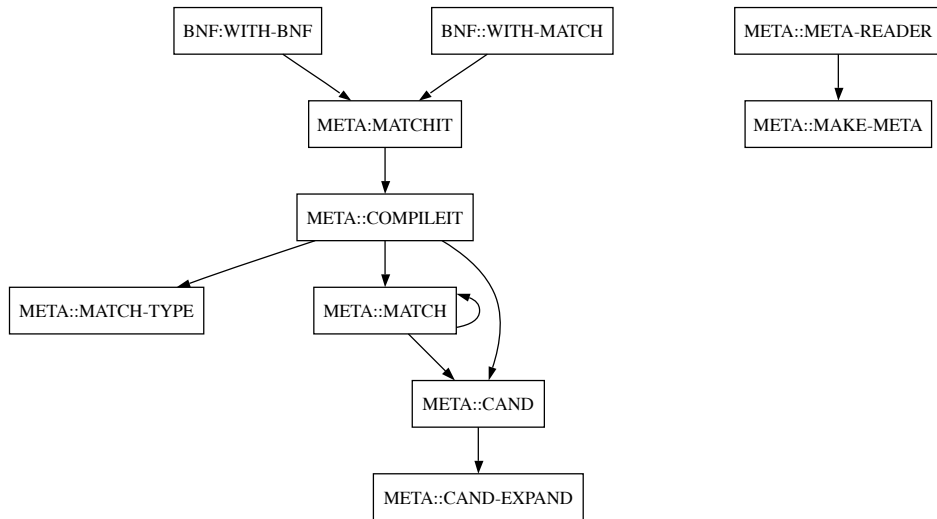 BNF:WITH-BNF
BNF::WITH-MATCH
META::META-READER
META:MATCHIT
META::MAKE-META
META::COMPILEIT
META::MATCH-TYPE
META::MATCH
META::CAND
META::CAND-EXPAND